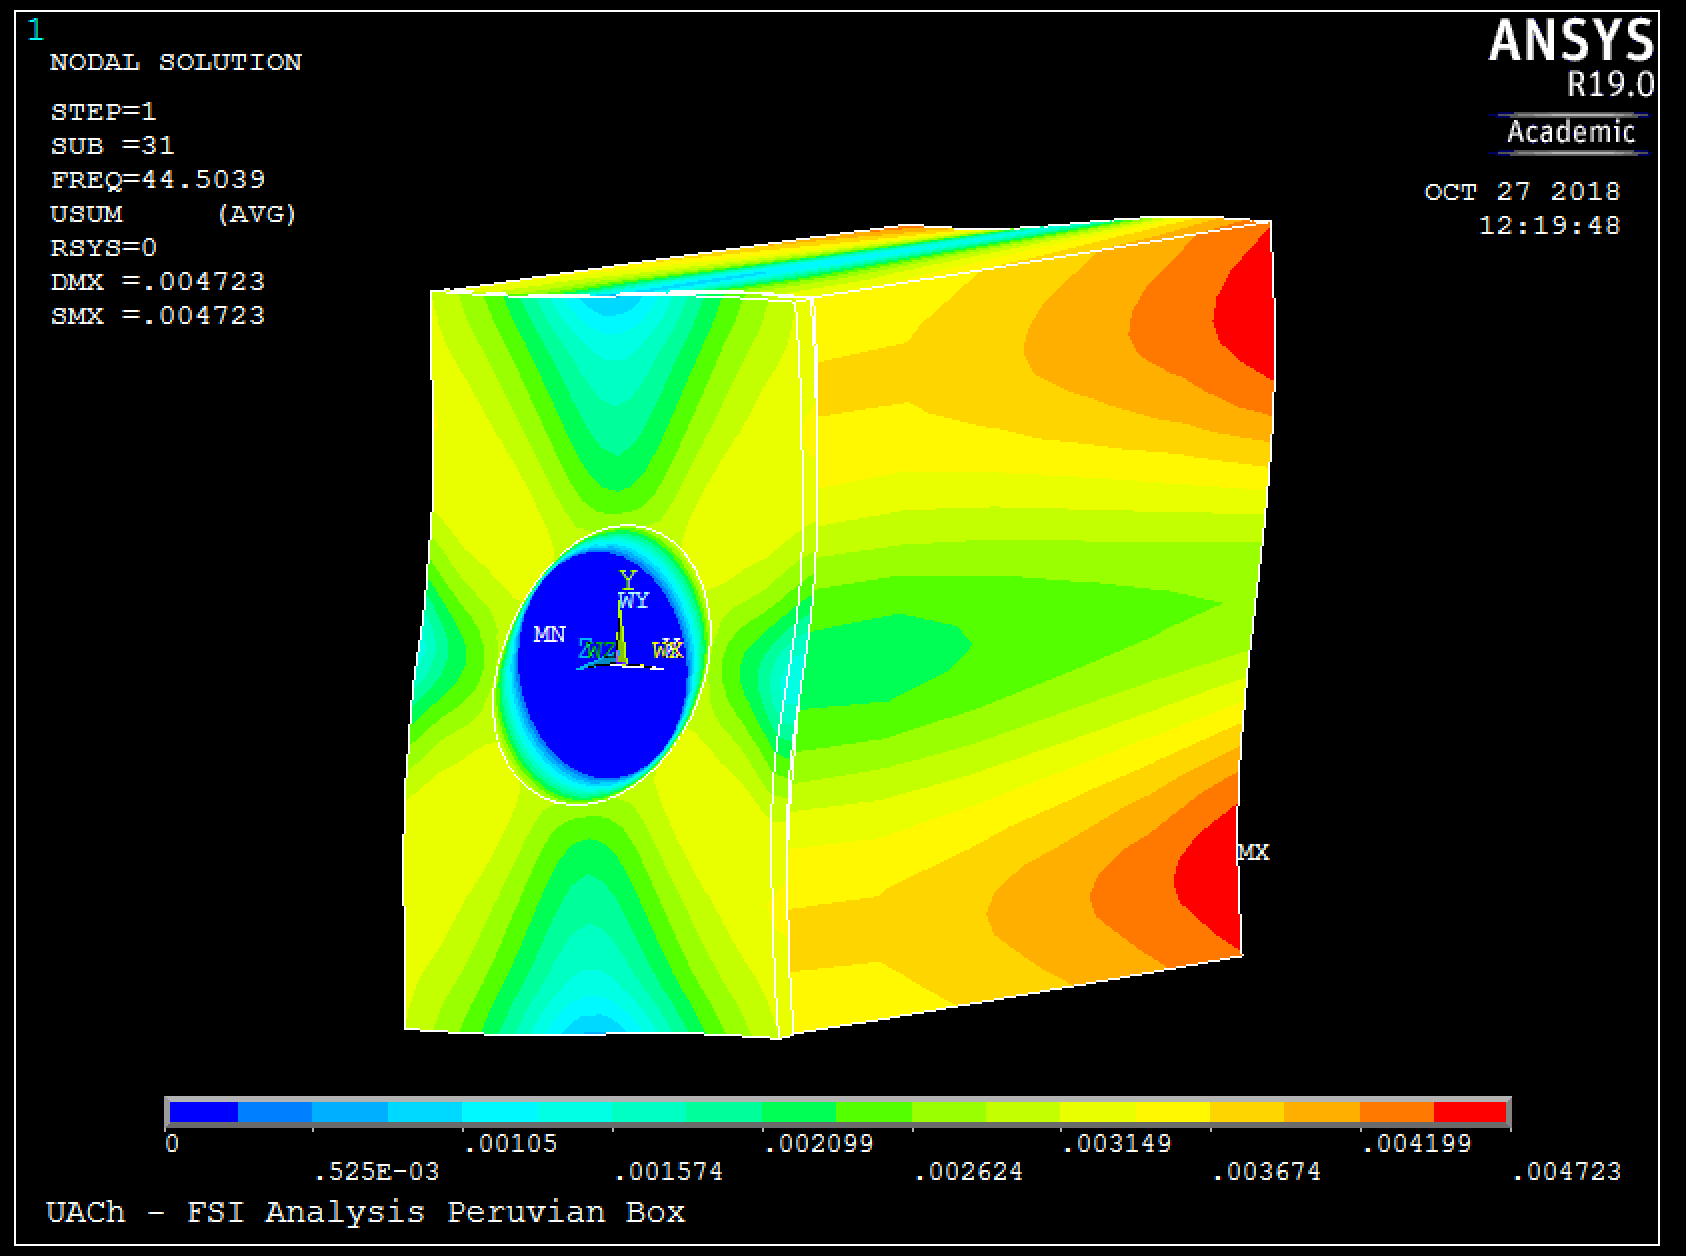 1
NODAL SOLUTION
STEP=1
SUB =31
FREQ=44.5039
USUM (AVG)
RSYS=0
DMX =.004723
SMX =.004723
ANSYS
R19.0
Academic
OCT 27 2018
12:19:48
Y
WY
MN
MX
0 .00105 .002099 .003149 .004199
.525E-03 .001574 .002624 .003674 .004723
UACh - FSI Analysis Peruvian Box